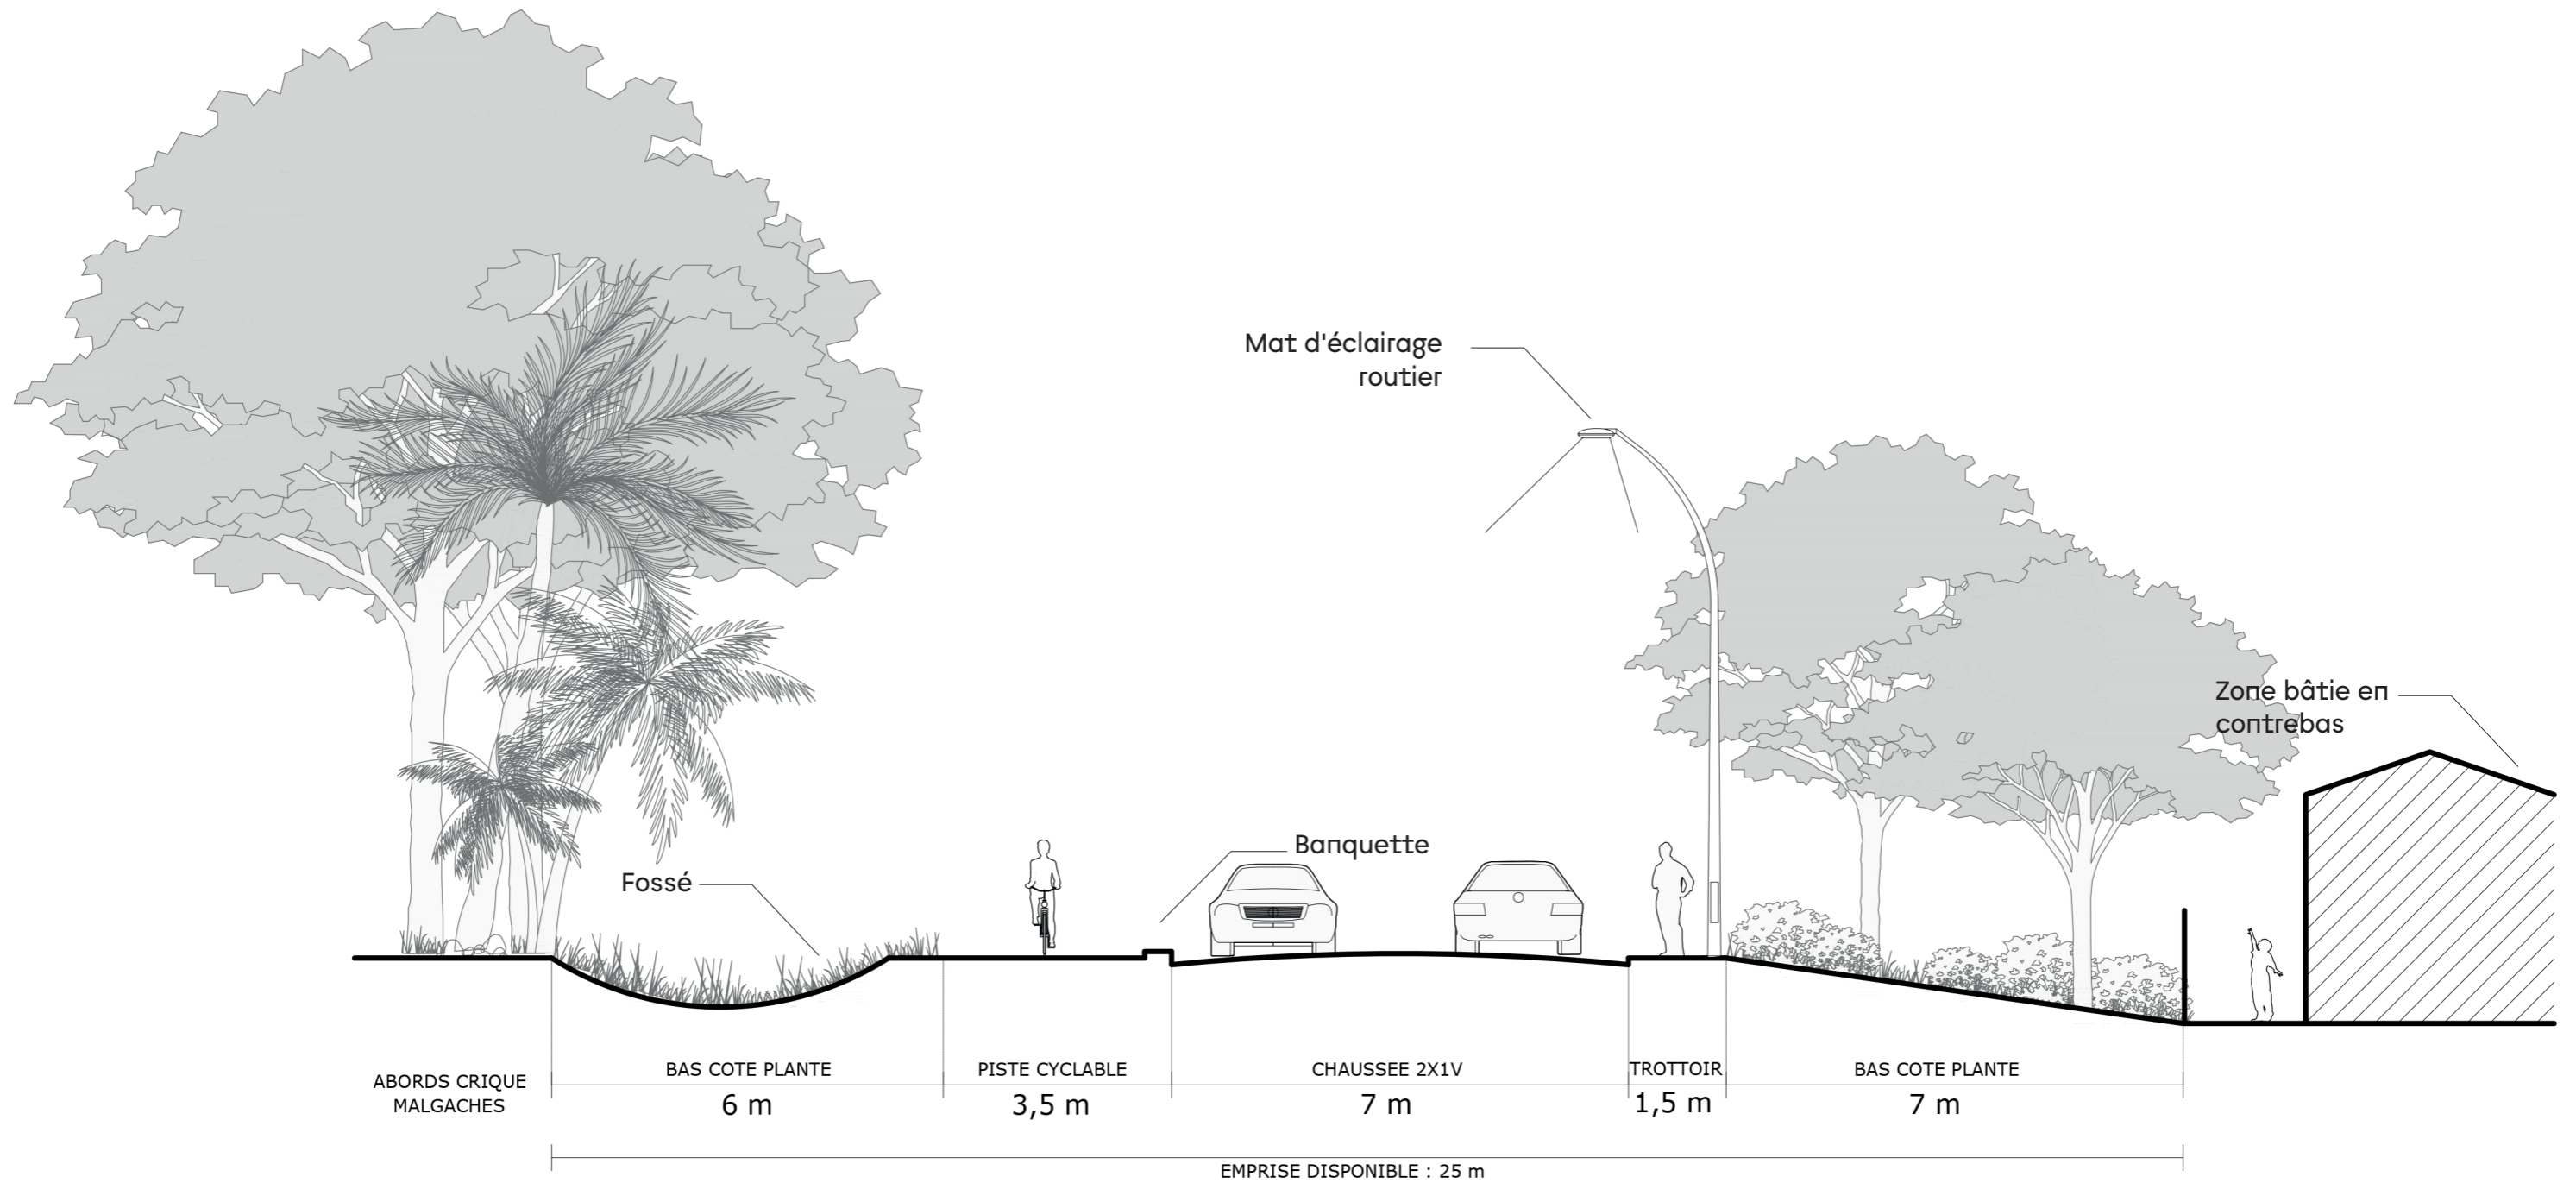 Mat d'éclairage
routier
Zone bâtie en
contrebas
Banquette
Fossé
ABORDS CRIQUE
MALGACHES
BAS COTE PLANTE
6 m
PISTE CYCLABLE
3,5 m
CHAUSSEE 2X1V
7 m
TROTTOIR
1,5 m
BAS COTE PLANTE
7 m
EMPRISE DISPONIBLE : 25 m